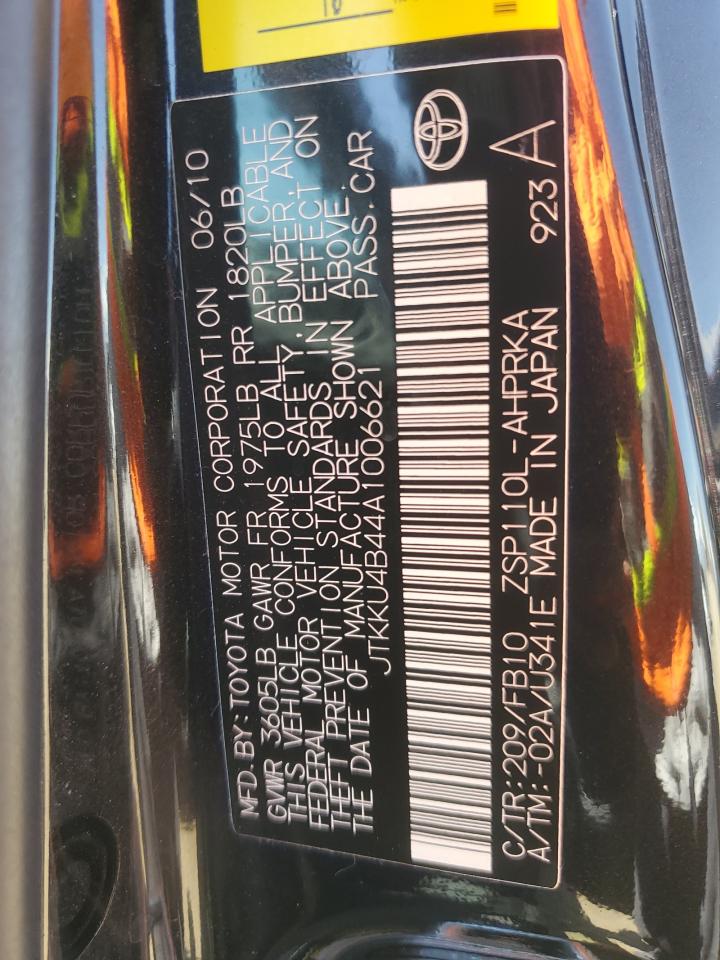 MFD.BY:TOYOTA MOTOR CORPORATION 06/10
GVWR 3605LB GAWR FR 1975LB RR 1820LB
THIS VEHICLE CONFORMS TO ALL APPLICABLE
FEDERAL MOTOR VEHICLE SAFETY, BUMPER, AND
THEFT PREVENTION STANDARDS IN EFFECT ON
THE DATE OF MANUFACTURE SHOWN ABOVE.
JTKKU4B44A1006621 PASS.CAR
C/TR:209/FB10 ZSP110L-AHPRKA
A/TM:-02A/U341E MADE IN JAPAN 923 A